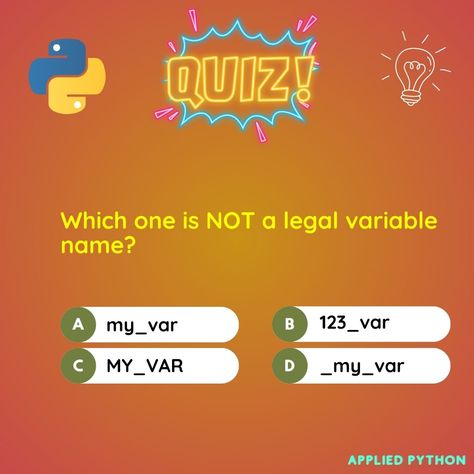 QUIZ!
Which one is NOT a legal variable
name?
A my_var
B 123_var
C MY_VAR
D _my_var
APPLIED PYTHON